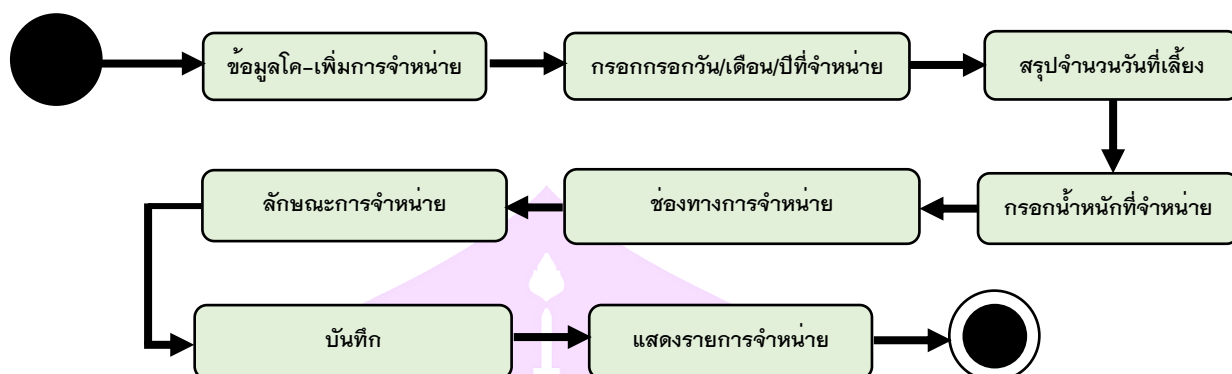 ข้อมูลโค-เพิ่มการจำหน่าย
กรอกกรอกวัน/เดือน/ปีที่จำหน่าย
สรุปจำนวนวันที่เลี้ยง
กรอกน้ำหนักที่จำหน่าย
ช่องทางการจำหน่าย
ลักษณะการจำหน่าย
บันทึก
แสดงรายการจำหน่าย